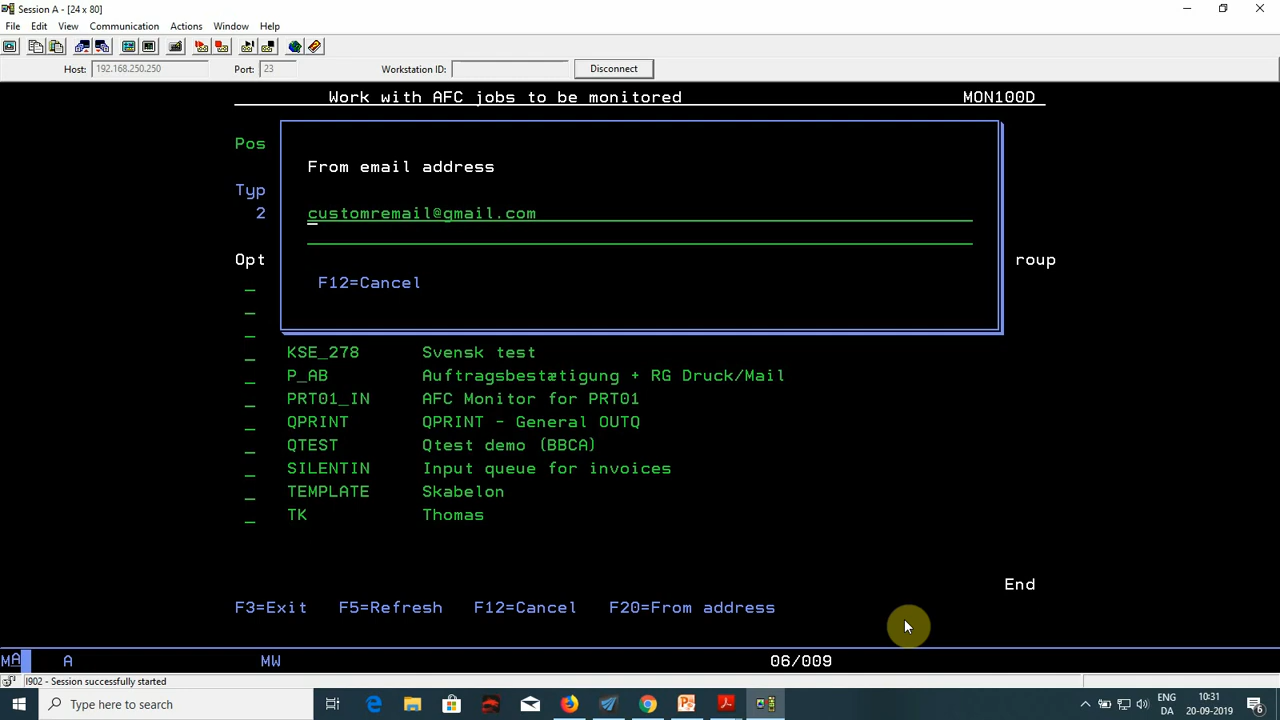 Session A - [24 x 80]
File Edit View Communication Actions Window Help
Host: 192.168.250.250 Port: 23 Workstation ID: Disconnect
Work with AFC jobs to be monitored MON100D
Pos
From email address
Typ
2 customremail@gmail.com
Opt roup
F12=Cancel
KSE_278 Svensk test
P_AB Auftragsbestætigung + RG Druck/Mail
PRT01_IN AFC Monitor for PRT01
QPRINT QPRINT - General OUTQ
QTEST Qtest demo (BBCA)
SILENTIN Input queue for invoices
TEMPLATE Skabelon
TK Thomas
End
F3=Exit F5=Refresh F12=Cancel F20=From address
MA A MW 06/009
I902 - Session successfully started
Type here to search
ENG 10:31
DA 20-09-2019
6